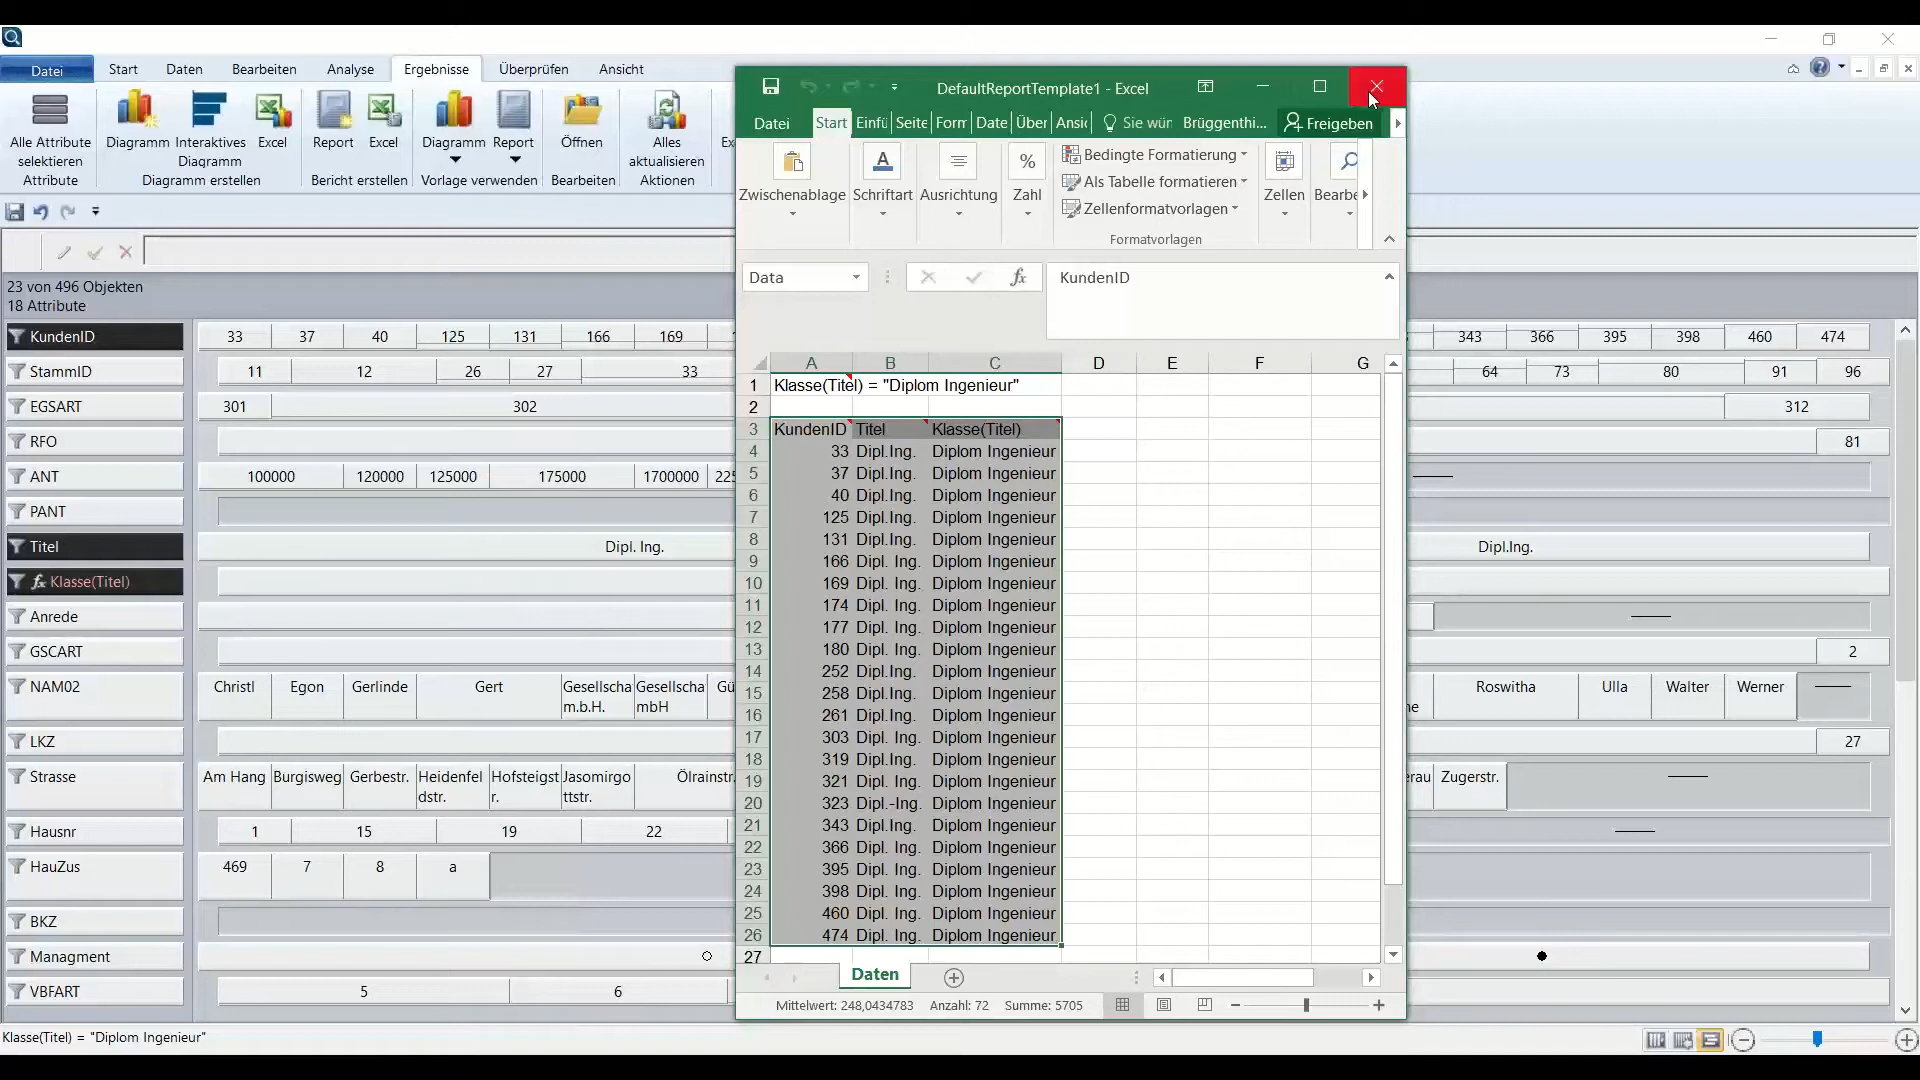 Datei Start Daten Bearbeiten Analyse Ergebnisse Überprüfen Ansicht
Alle Attribute selektieren
Diagramm
Interaktives Diagramm
Excel
Report
Excel
Diagramm
Report
Öffnen
Alles aktualisieren
Attribute
Diagramm erstellen
Bericht erstellen
Vorlage verwenden
Bearbeiten
Aktionen
23 von 496 Objekten
18 Attribute
KundenID 33 37 40 125 131 166 169 343 366 395 398 460 474
StammID 11 12 26 27 33 64 73 80 91 96
EGSART 301 302 312
RFO 81
ANT 100000 120000 125000 175000 1700000
PANT
Titel Dipl. Ing. Dipl.Ing.
fx Klasse(Titel)
Anrede
GSCART 2
NAM02 Christl Egon Gerlinde Gert Gesellscha m.b.H. Gesellscha mbH Roswitha Ulla Walter Werner
LKZ 27
Strasse Am Hang Burgisweg Gerbestr. Heidenfel dstr. Hofsteigst r. Jasomirgo ttstr. Ölrainstr. Zugerstr.
Hausnr 1 15 19 22
HauZus 469 7 8 a
BKZ
Managment
VBFART 5 6
Klasse(Titel) = "Diplom Ingenieur"
DefaultReportTemplate1 - Excel
Datei Start Einfü Seite Form Date Über Ansic Sie wün Brüggenthi... Freigeben
Zwischenablage
Schriftart
Ausrichtung
% Zahl
Bedingte Formatierung
Als Tabelle formatieren
Zellenformatvorlagen
Formatvorlagen
Zellen
Bearbe
Data fx KundenID
A B C D E F G
1 Klasse(Titel) = "Diplom Ingenieur"
2
3 KundenID Titel Klasse(Titel)
4 33 Dipl.Ing. Diplom Ingenieur
5 37 Dipl.Ing. Diplom Ingenieur
6 40 Dipl.Ing. Diplom Ingenieur
7 125 Dipl.Ing. Diplom Ingenieur
8 131 Dipl.Ing. Diplom Ingenieur
9 166 Dipl. Ing. Diplom Ingenieur
10 169 Dipl. Ing. Diplom Ingenieur
11 174 Dipl. Ing. Diplom Ingenieur
12 177 Dipl. Ing. Diplom Ingenieur
13 180 Dipl. Ing. Diplom Ingenieur
14 252 Dipl.Ing. Diplom Ingenieur
15 258 Dipl.Ing. Diplom Ingenieur
16 261 Dipl.Ing. Diplom Ingenieur
17 303 Dipl. Ing. Diplom Ingenieur
18 319 Dipl. Ing. Diplom Ingenieur
19 321 Dipl. Ing. Diplom Ingenieur
20 323 Dipl.-Ing. Diplom Ingenieur
21 343 Dipl.Ing. Diplom Ingenieur
22 366 Dipl. Ing. Diplom Ingenieur
23 395 Dipl. Ing. Diplom Ingenieur
24 398 Dipl. Ing. Diplom Ingenieur
25 460 Dipl. Ing. Diplom Ingenieur
26 474 Dipl. Ing. Diplom Ingenieur
27
Daten
Mittelwert: 248,0434783 Anzahl: 72 Summe: 5705